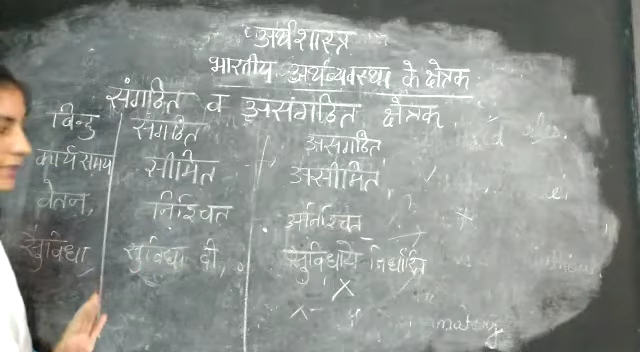 अर्थशास्त्र
भारतीय अर्थव्यवस्था के क्षेत्रक
संगठित व असंगठित क्षेत्रक
बिन्दु संगठित असंगठित
कार्य समय सीमित असीमित
वेतन, निश्चित अनिश्चित
सुविधा सुविधा दी, सुविधाये